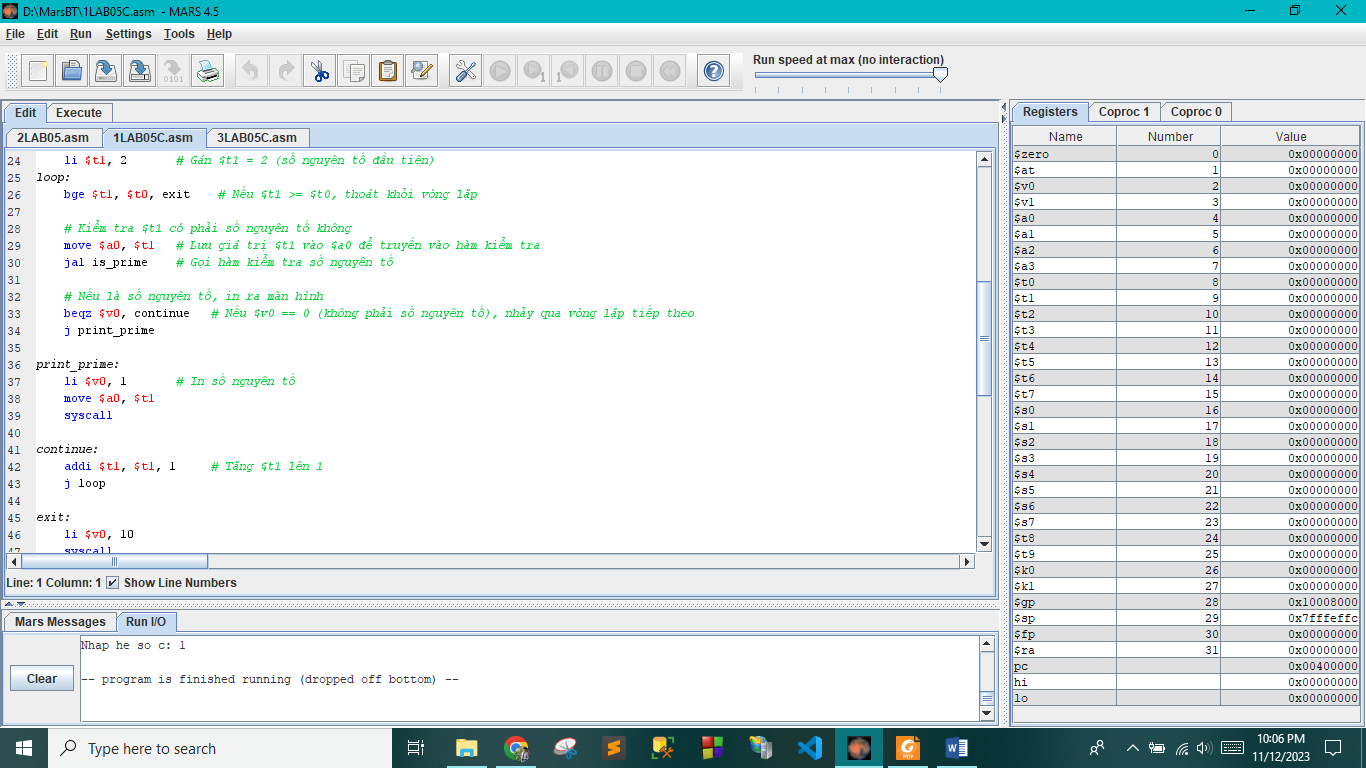 D:\MarsBT\1LAB05C.asm - MARS 4.5
File Edit Run Settings Tools Help
Run speed at max (no interaction)
Edit Execute
2LAB05.asm 1LAB05C.asm 3LAB05C.asm
24 li $t1, 2 # Gán $t1 = 2 (số nguyên tố đầu tiên)
25 loop:
26 bge $t1, $t0, exit # Nếu $t1 >= $t0, thoát khỏi vòng lặp
27
28 # Kiểm tra $t1 có phải số nguyên tố không
29 move $a0, $t1 # Lưu giá trị $t1 vào $a0 để truyền vào hàm kiểm tra
30 jal is_prime # Gọi hàm kiểm tra số nguyên tố
31
32 # Nếu là số nguyên tố, in ra màn hình
33 beqz $v0, continue # Nếu $v0 == 0 (không phải số nguyên tố), nhảy qua vòng lặp tiếp theo
34 j print_prime
35
36 print_prime:
37 li $v0, 1 # In số nguyên tố
38 move $a0, $t1
39 syscall
40
41 continue:
42 addi $t1, $t1, 1 # Tăng $t1 lên 1
43 j loop
44
45 exit:
46 li $v0, 10
47 syscall
Line: 1 Column: 1 Show Line Numbers
Mars Messages Run I/O
Clear
Nhap he so c: 1
-- program is finished running (dropped off bottom) --
Registers Coproc 1 Coproc 0
Name Number Value
$zero 0 0x00000000
$at 1 0x00000000
$v0 2 0x00000000
$v1 3 0x00000000
$a0 4 0x00000000
$a1 5 0x00000000
$a2 6 0x00000000
$a3 7 0x00000000
$t0 8 0x00000000
$t1 9 0x00000000
$t2 10 0x00000000
$t3 11 0x00000000
$t4 12 0x00000000
$t5 13 0x00000000
$t6 14 0x00000000
$t7 15 0x00000000
$s0 16 0x00000000
$s1 17 0x00000000
$s2 18 0x00000000
$s3 19 0x00000000
$s4 20 0x00000000
$s5 21 0x00000000
$s6 22 0x00000000
$s7 23 0x00000000
$t8 24 0x00000000
$t9 25 0x00000000
$k0 26 0x00000000
$k1 27 0x00000000
$gp 28 0x10008000
$sp 29 0x7fffeffc
$fp 30 0x00000000
$ra 31 0x00000000
pc 0x00400000
hi 0x00000000
lo 0x00000000
Type here to search
10:06 PM
11/12/2023